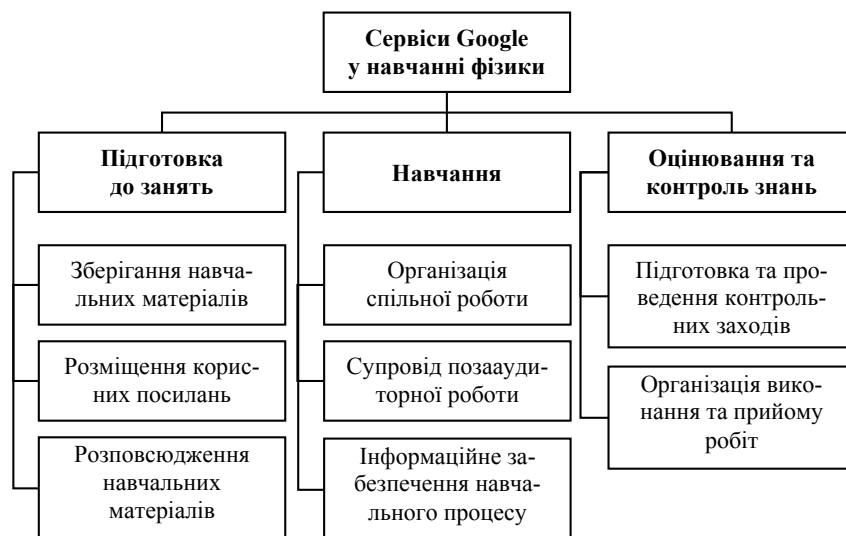 Сервіси Google
у навчанні фізики
Підготовка
до занять
Зберігання навча-
льних матеріалів
Розміщення корис-
них посилань
Розповсюдження
навчальних
матеріалів
Навчання
Організація
спільної роботи
Супровід позаауди-
торної роботи
Інформаційне за-
безпечення навча-
льного процесу
Оцінювання та
контроль знань
Підготовка та про-
ведення контроль-
них заходів
Організація вико-
нання та прийому
робіт